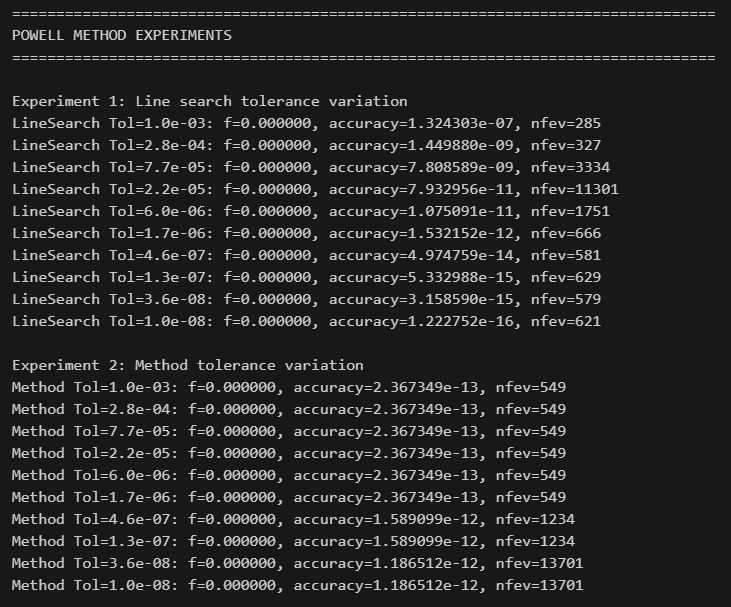 ================================================================================
POWELL METHOD EXPERIMENTS
================================================================================
Experiment 1: Line search tolerance variation
LineSearch Tol=1.0e-03: f=0.000000, accuracy=1.324303e-07, nfev=285
LineSearch Tol=2.8e-04: f=0.000000, accuracy=1.449880e-09, nfev=327
LineSearch Tol=7.7e-05: f=0.000000, accuracy=7.808589e-09, nfev=3334
LineSearch Tol=2.2e-05: f=0.000000, accuracy=7.932956e-11, nfev=11301
LineSearch Tol=6.0e-06: f=0.000000, accuracy=1.075091e-11, nfev=1751
LineSearch Tol=1.7e-06: f=0.000000, accuracy=1.532152e-12, nfev=666
LineSearch Tol=4.6e-07: f=0.000000, accuracy=4.974759e-14, nfev=581
LineSearch Tol=1.3e-07: f=0.000000, accuracy=5.332988e-15, nfev=629
LineSearch Tol=3.6e-08: f=0.000000, accuracy=3.158590e-15, nfev=579
LineSearch Tol=1.0e-08: f=0.000000, accuracy=1.222752e-16, nfev=621
Experiment 2: Method tolerance variation
Method Tol=1.0e-03: f=0.000000, accuracy=2.367349e-13, nfev=549
Method Tol=2.8e-04: f=0.000000, accuracy=2.367349e-13, nfev=549
Method Tol=7.7e-05: f=0.000000, accuracy=2.367349e-13, nfev=549
Method Tol=2.2e-05: f=0.000000, accuracy=2.367349e-13, nfev=549
Method Tol=6.0e-06: f=0.000000, accuracy=2.367349e-13, nfev=549
Method Tol=1.7e-06: f=0.000000, accuracy=2.367349e-13, nfev=549
Method Tol=4.6e-07: f=0.000000, accuracy=1.589099e-12, nfev=1234
Method Tol=1.3e-07: f=0.000000, accuracy=1.589099e-12, nfev=1234
Method Tol=3.6e-08: f=0.000000, accuracy=1.186512e-12, nfev=13701
Method Tol=1.0e-08: f=0.000000, accuracy=1.186512e-12, nfev=13701